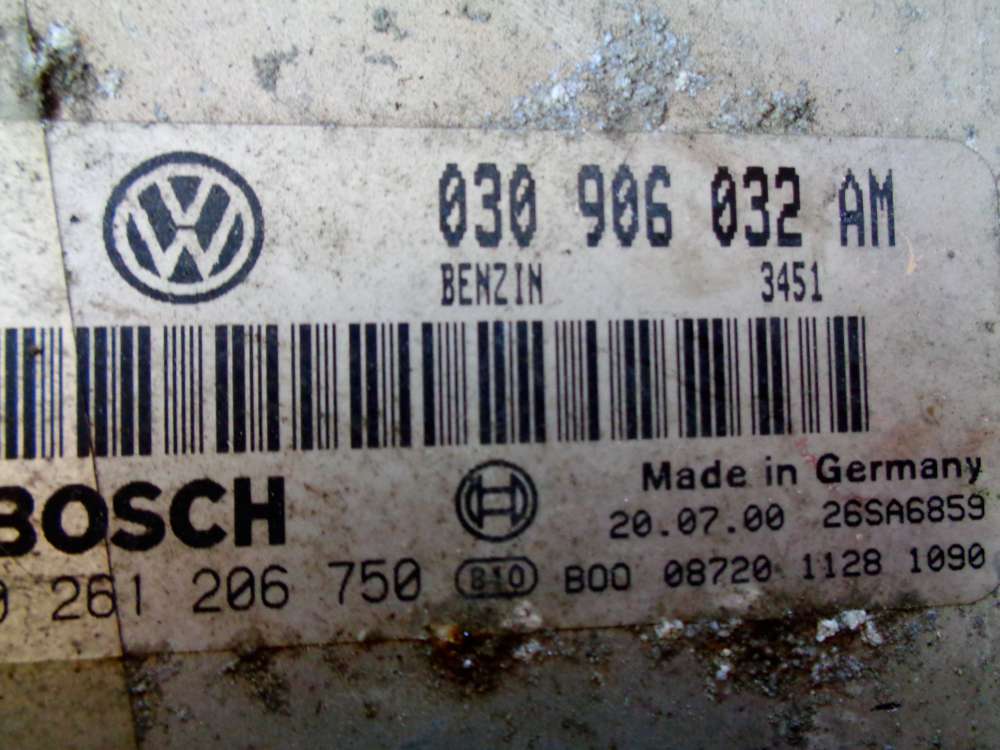 030 906 032 AM
BENZIN 3451
BOSCH
Made in Germany
20.07.00 26SA6859
0 261 206 750 B10 B00 08720 1128 1090